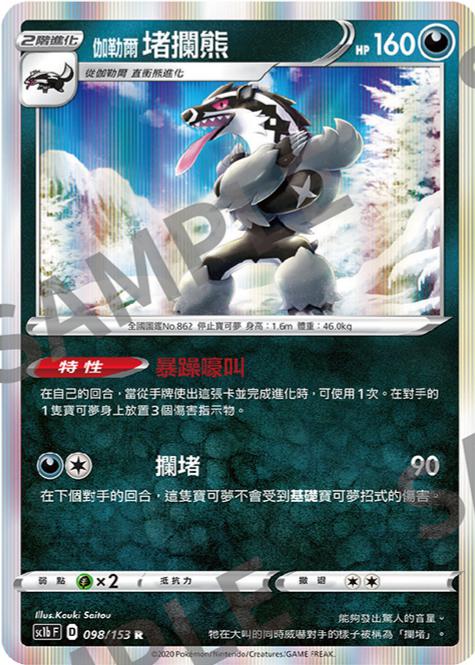 2階進化 伽勒爾 堵攔熊 HP 160
從伽勒爾 直衝熊進化
全國圖鑑No.862 停止寶可夢 身高：1.6m 體重：46.0kg
特性 暴躁嚎叫
在自己的回合，當從手牌使出這張卡並完成進化時，可使用1次。在對手的
1隻寶可夢身上放置3個傷害指示物。
攔堵 90
在下個對手的回合，這隻寶可夢不會受到基礎寶可夢招式的傷害。
弱點 ×2 抵抗力 撤退
Illus.Kouki Saitou
sc1b F D 098/153 R
能夠發出驚人的音量。
牠在大叫的同時威嚇對手的樣子被稱為「攔堵」。
©2020 Pokémon/Nintendo/Creatures/GAME FREAK.
SAMPLE